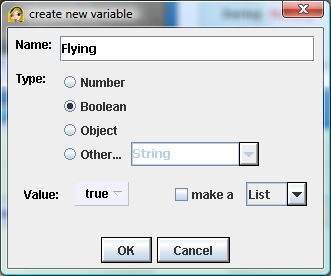 create new variable
Name: Flying
Type: Number
Boolean
Object
Other... String
Value: true make a List
OK Cancel